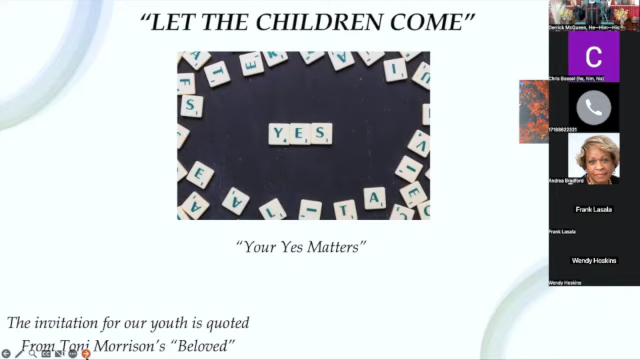 “LET THE CHILDREN COME”
YES
“Your Yes Matters”
The invitation for our youth is quoted
From Toni Morrison's “Beloved”
Derrick McQueen, He~Him~His
C
Chris Boesel (he, him, his)
17188622321
Andrea Bradford
Frank Lasala
Frank Lasala
Wendy Hoskins
Wendy Hoskins